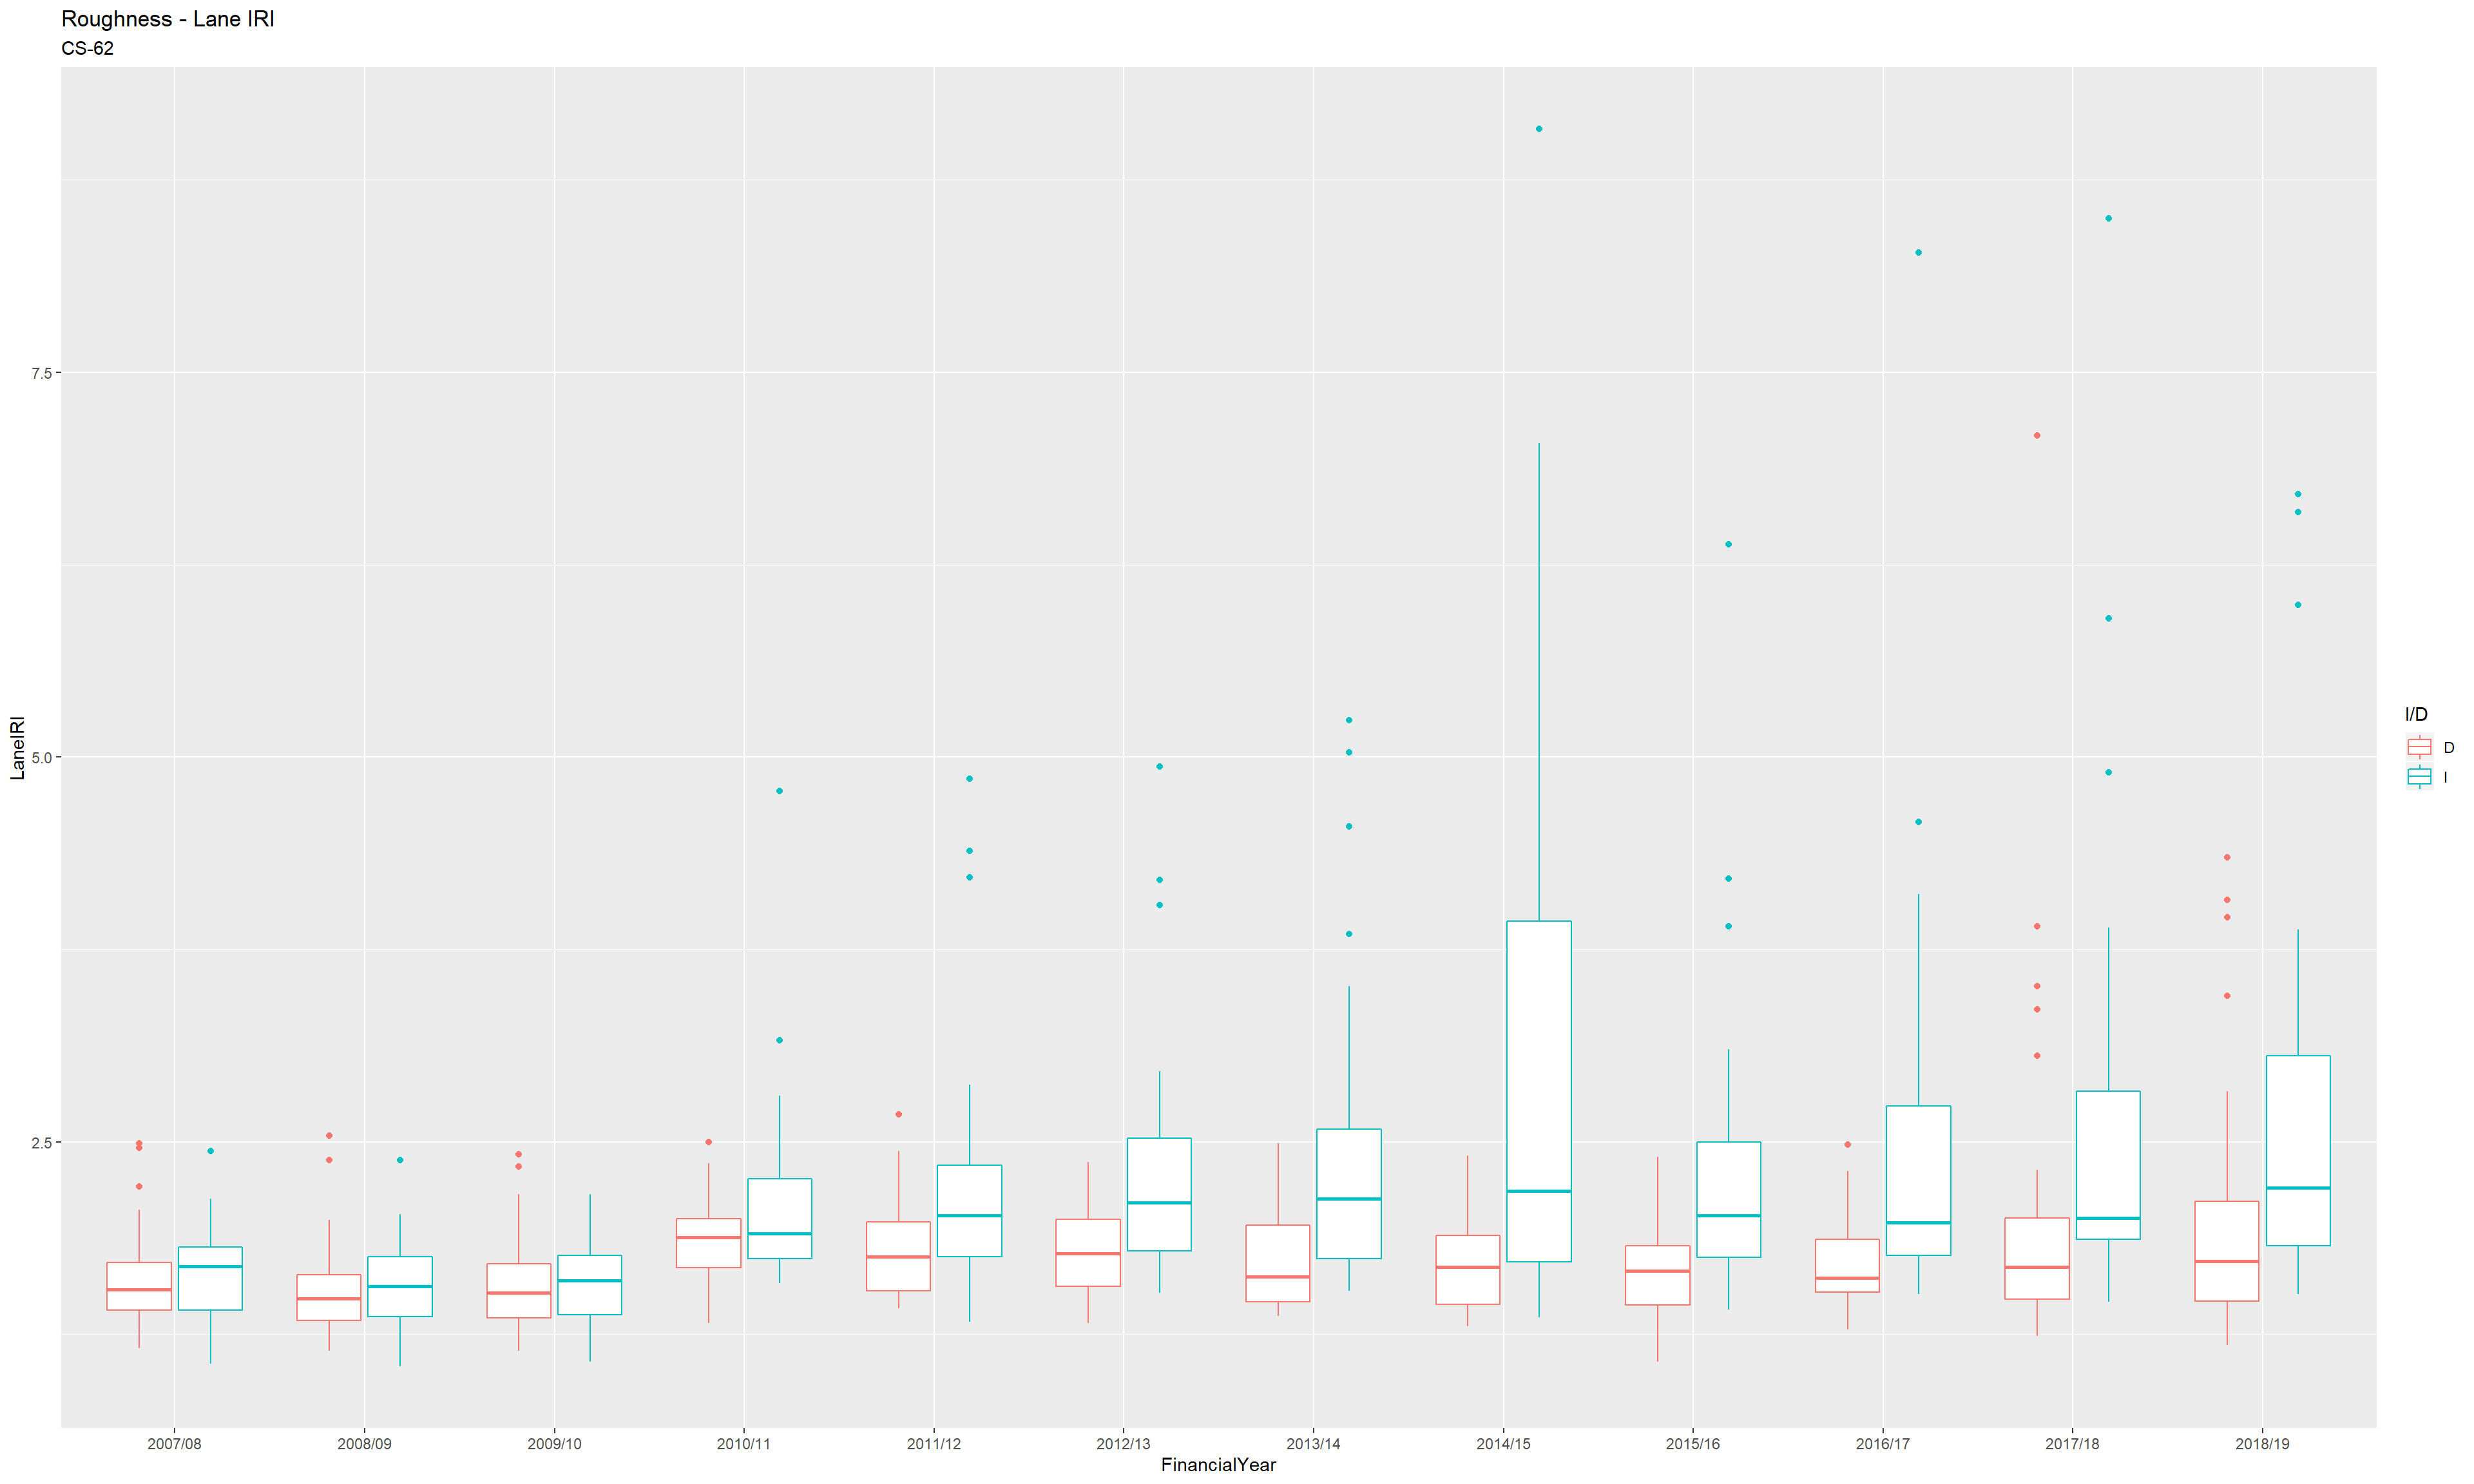 Roughness - Lane IRI
CS-62
LaneIRI
7.5
5.0
2.5
2007/08
2008/09
2009/10
2010/11
2011/12
2012/13
2013/14
2014/15
2015/16
2016/17
2017/18
2018/19
FinancialYear
I/D
D
I